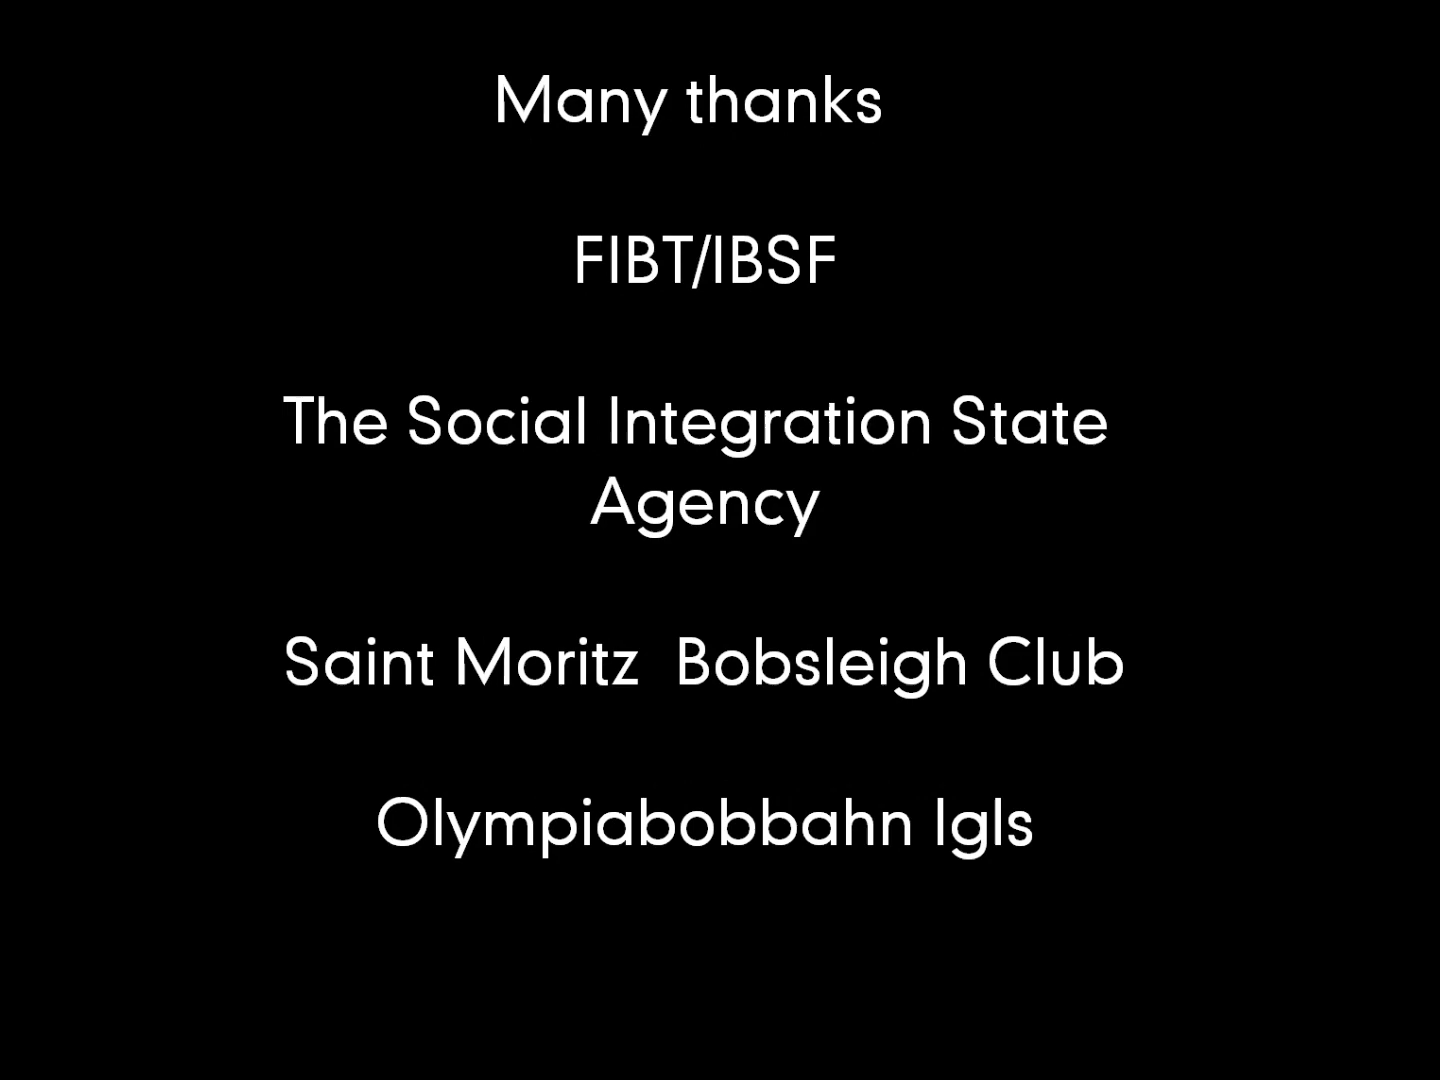 Many thanks
FIBT/IBSF
The Social Integration State
Agency
Saint Moritz  Bobsleigh Club
Olympiabobbahn Igls